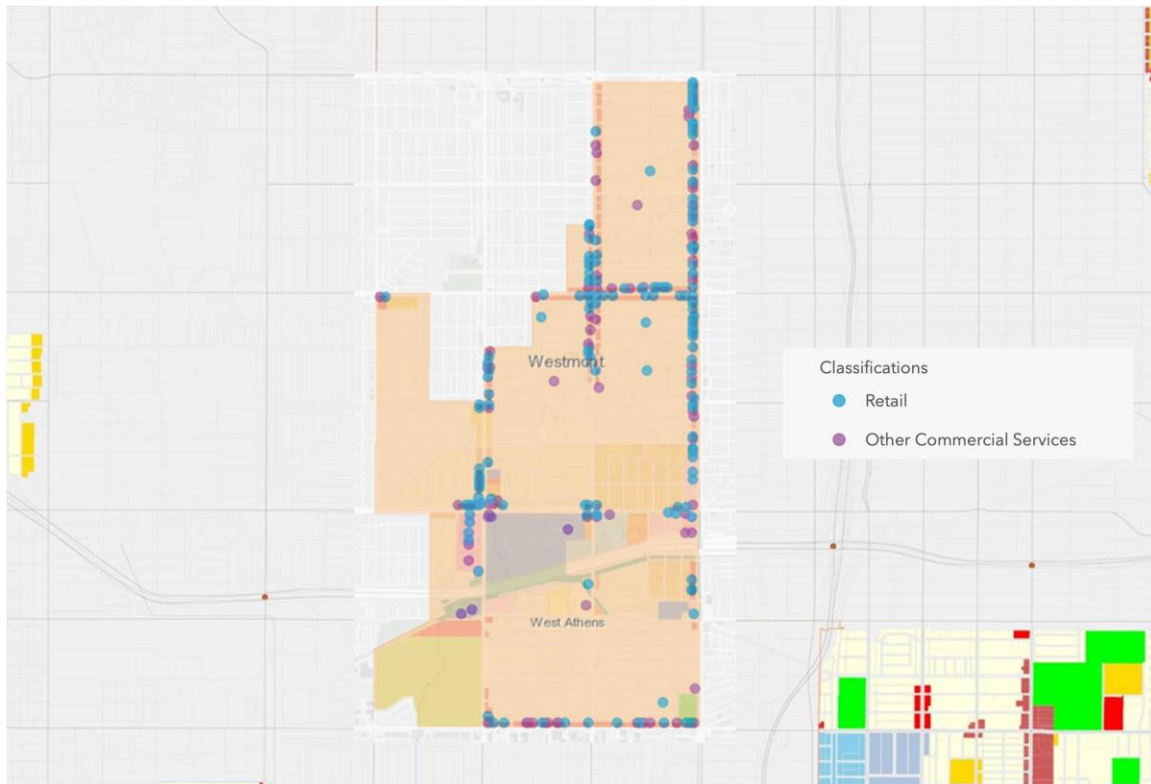 Westmont
Classifications
Retail
Other Commercial Services
West Athens